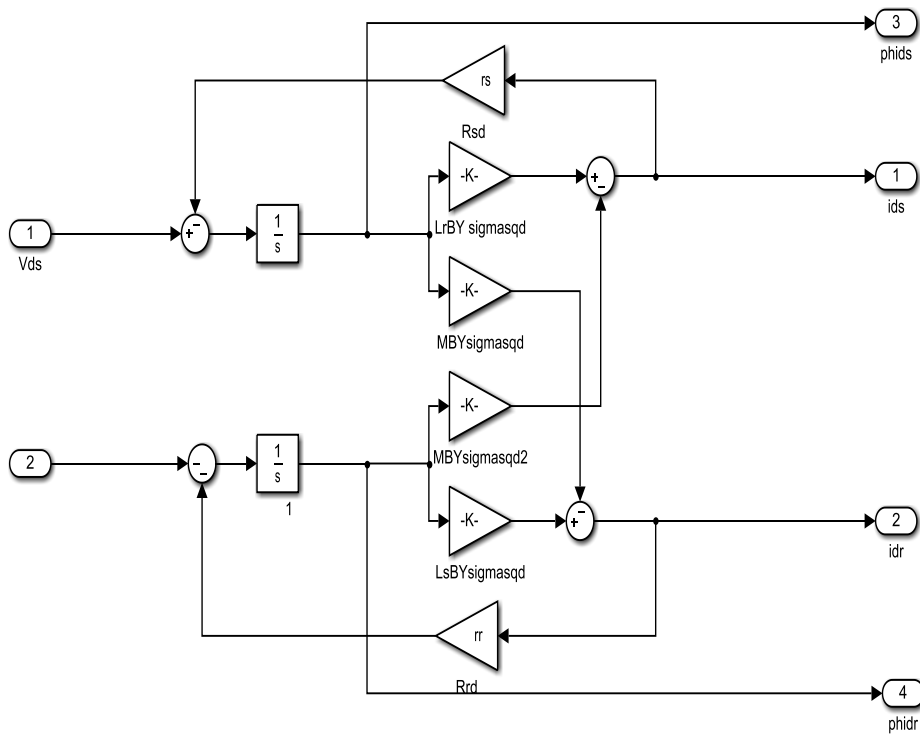 3
phids
rs
Rsd
-K-
+
−
1
ids
LrBY sigmasqd
1
Vds
+
−
1
s
-K-
MBYsigmasqd
-K-
MBYsigmasqd2
2
−
−
1
s
1
-K-
LsBYsigmasqd
+
−
2
idr
rr
Rrd
4
phidr